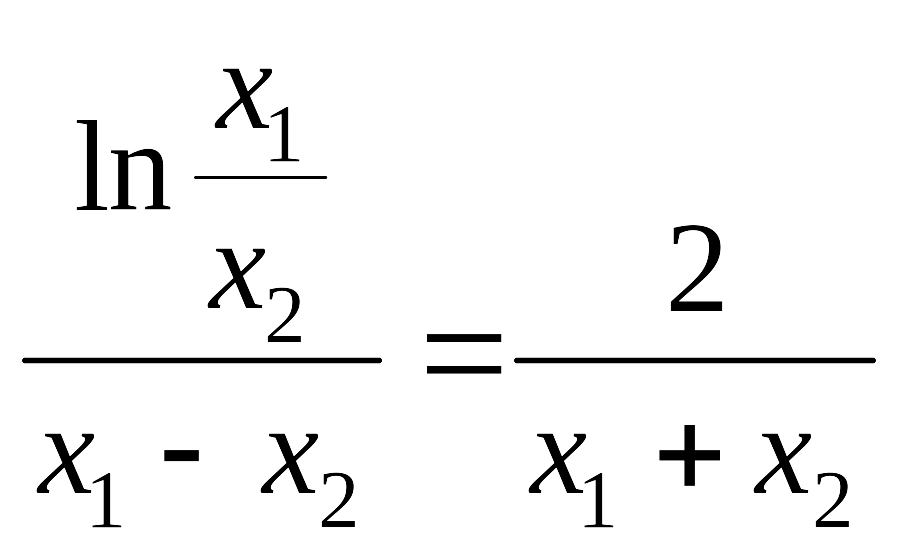 ln x₁/x₂ / (x₁ - x₂) = 2 / (x₁ + x₂)